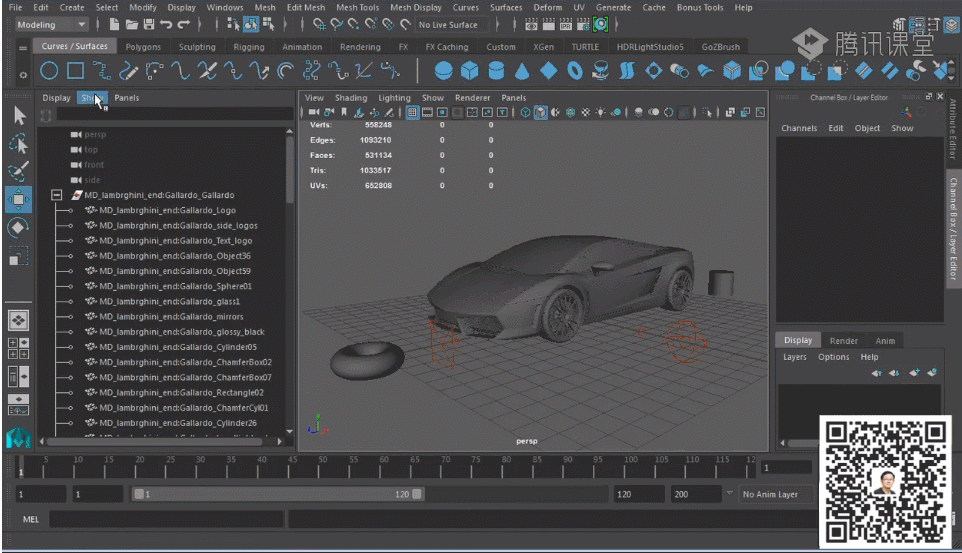 File Edit Create Select Modify Display Windows Mesh Edit Mesh Mesh Tools Mesh Display Curves Surfaces Deform UV Generate Cache Bonus Tools Help
Modeling
No Live Surface
腾讯课堂
Curves / Surfaces Polygons Sculpting Rigging Animation Rendering FX FX Caching Custom XGen TURTLE HDRLightStudio5 GoZBrush
Display Show Panels
persp
top
front
side
MD_lambrghini_end:Gallardo_Gallardo
MD_lambrghini_end:Gallardo_Logo
MD_lambrghini_end:Gallardo_side_logos
MD_lambrghini_end:Gallardo_Text_logo
MD_lambrghini_end:Gallardo_Object36
MD_lambrghini_end:Gallardo_Object59
MD_lambrghini_end:Gallardo_Sphere01
MD_lambrghini_end:Gallardo_glass1
MD_lambrghini_end:Gallardo_mirrors
MD_lambrghini_end:Gallardo_glossy_black
MD_lambrghini_end:Gallardo_Cylinder05
MD_lambrghini_end:Gallardo_ChamferBox02
MD_lambrghini_end:Gallardo_ChamferBox07
MD_lambrghini_end:Gallardo_Rectangle02
MD_lambrghini_end:Gallardo_ChamferCyl01
MD_lambrghini_end:Gallardo_Cylinder26
View Shading Lighting Show Renderer Panels
Verts: 558248 0 0
Edges: 1093210 0 0
Faces: 531134 0 0
Tris: 1033517 0 0
UVs: 652808 0 0
persp
Channel Box / Layer Editor
Channels Edit Object Show
Attribute Editor
Channel Box / Layer Editor
Display Render Anim
Layers Options Help
5 10 15 20 25 30 35 40 45 50 55 60 65 70 75 80 85 90 95 100 105 110 115 12
1
1
1 1 1 120 120 200 No Anim Layer
MEL